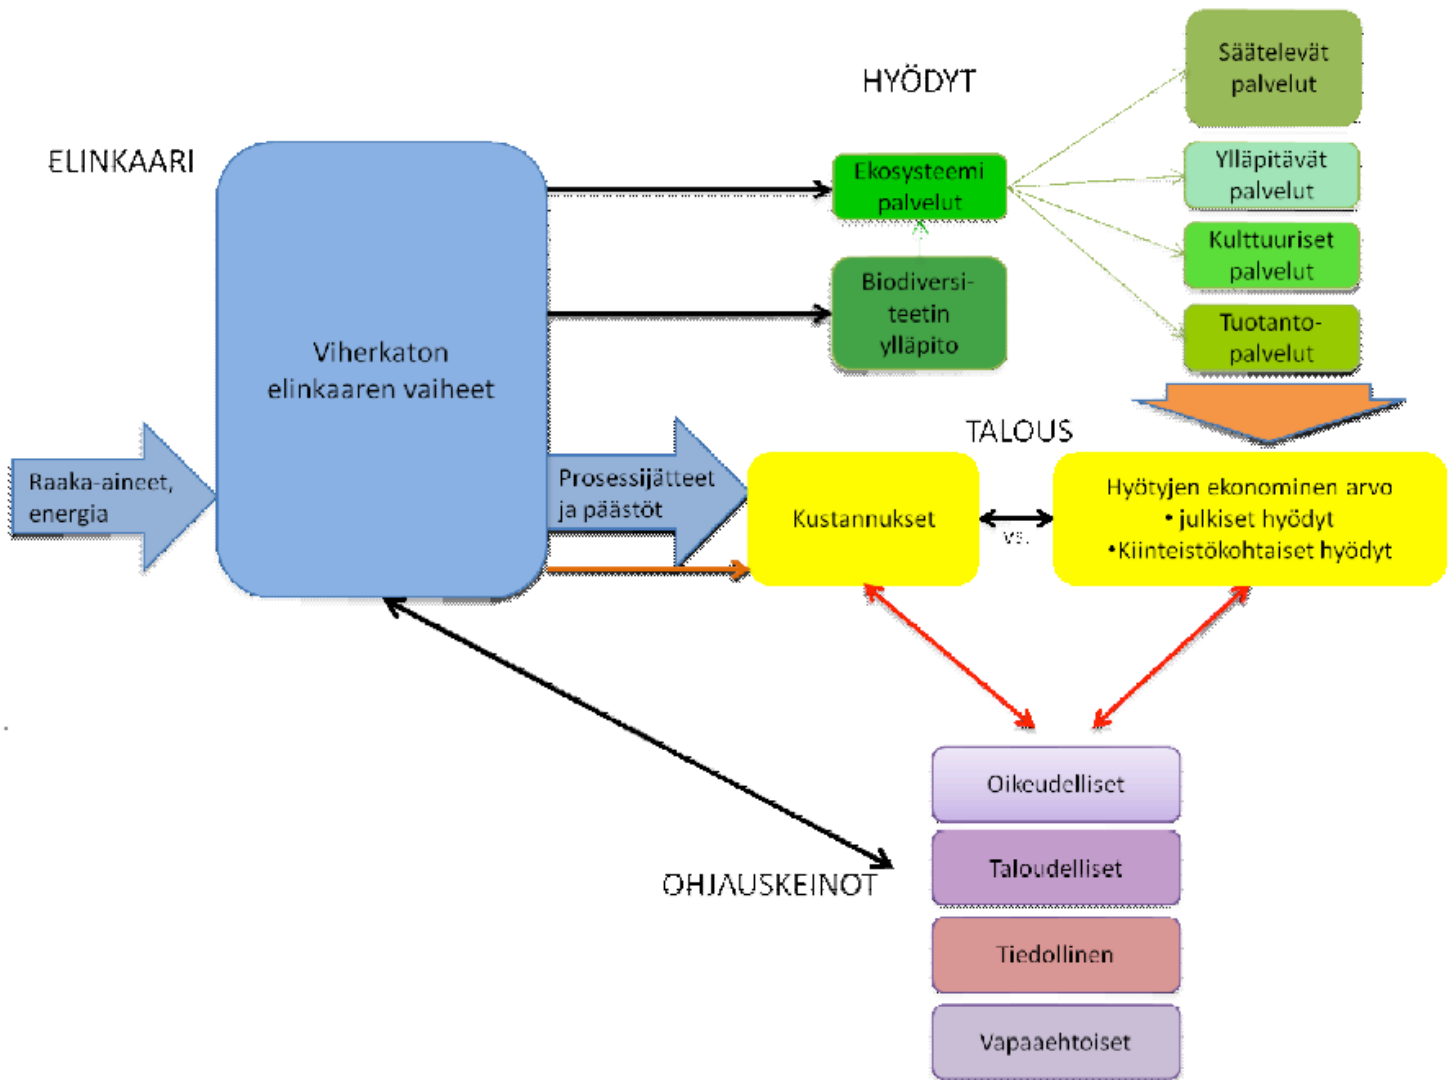 HYÖDYT
Säätelevät
palvelut
ELINKAARI
Ekosysteemi
palvelut
Ylläpitävät
palvelut
Kulttuuriset
palvelut
Biodiversi-
teetin
ylläpito
Tuotanto-
palvelut
Viherkaton
elinkaaren vaiheet
TALOUS
Raaka-aineet,
energia
Prosessijätteet
ja päästöt
Kustannukset
vs.
Hyötyjen ekonominen arvo
• julkiset hyödyt
•Kiinteistökohtaiset hyödyt
OHJAUSKEINOT
Oikeudelliset
Taloudelliset
Tiedollinen
Vapaaehtoiset